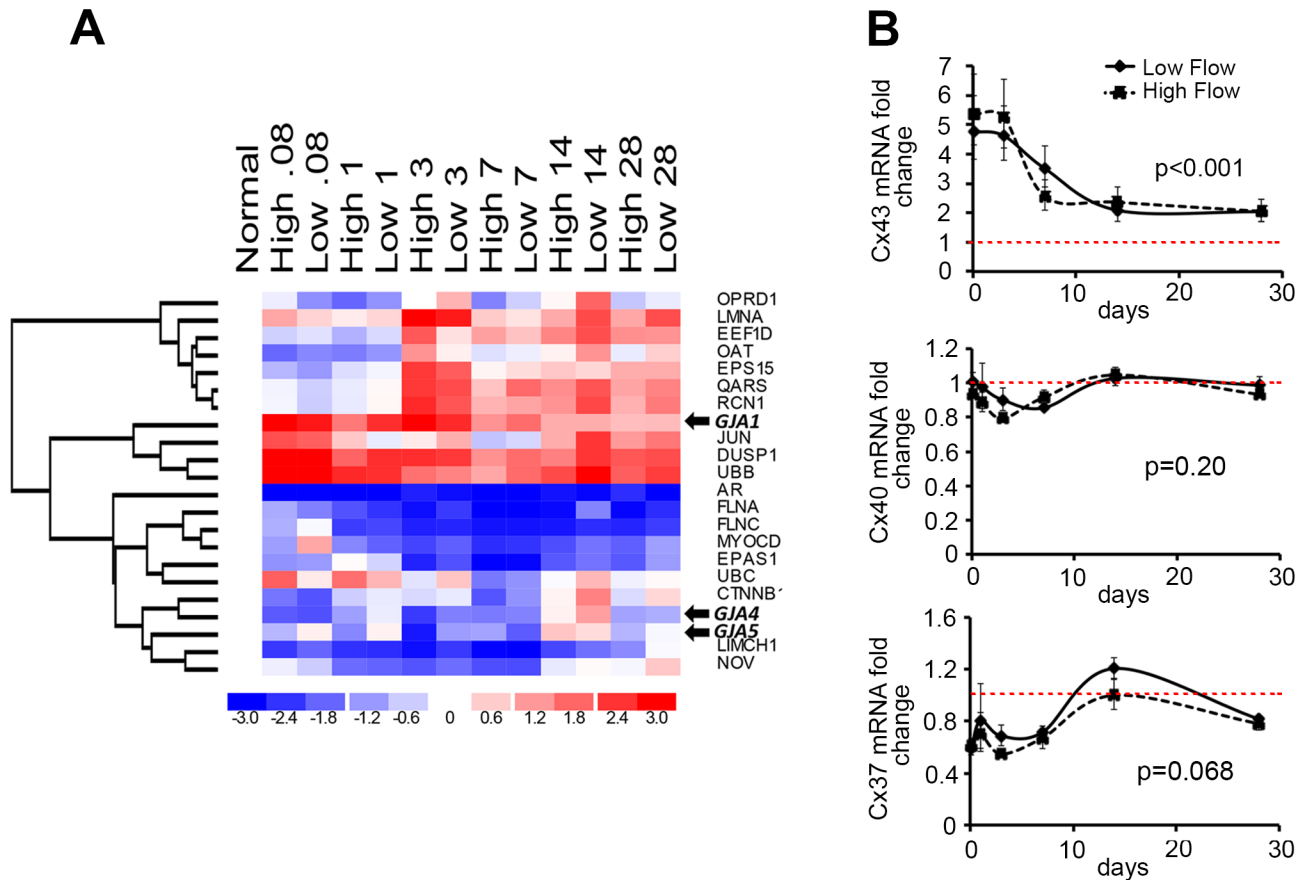 A
Normal
High .08
Low .08
High 1
Low 1
High 3
Low 3
High 7
Low 7
High 14
Low 14
High 28
Low 28
OPRD1
LMNA
EEF1D
OAT
EPS15
QARS
RCN1
GJA1
JUN
DUSP1
UBB
AR
FLNA
FLNC
MYOCD
EPAS1
UBC
CTNNB´
GJA4
GJA5
LIMCH1
NOV
-3.0 -2.4 -1.8 -1.2 -0.6 0 0.6 1.2 1.8 2.4 3.0
B
Low Flow
High Flow
Cx43 mRNA fold
change
7
6
5
4
3
2
1
0
p<0.001
0 10 20 30
days
Cx40 mRNA fold
change
1.2
1
0.8
0.6
0.4
0.2
0
p=0.20
0 10 20 30
days
Cx37 mRNA fold
change
1.6
1.2
0.8
0.4
0
p=0.068
0 10 20 30
days